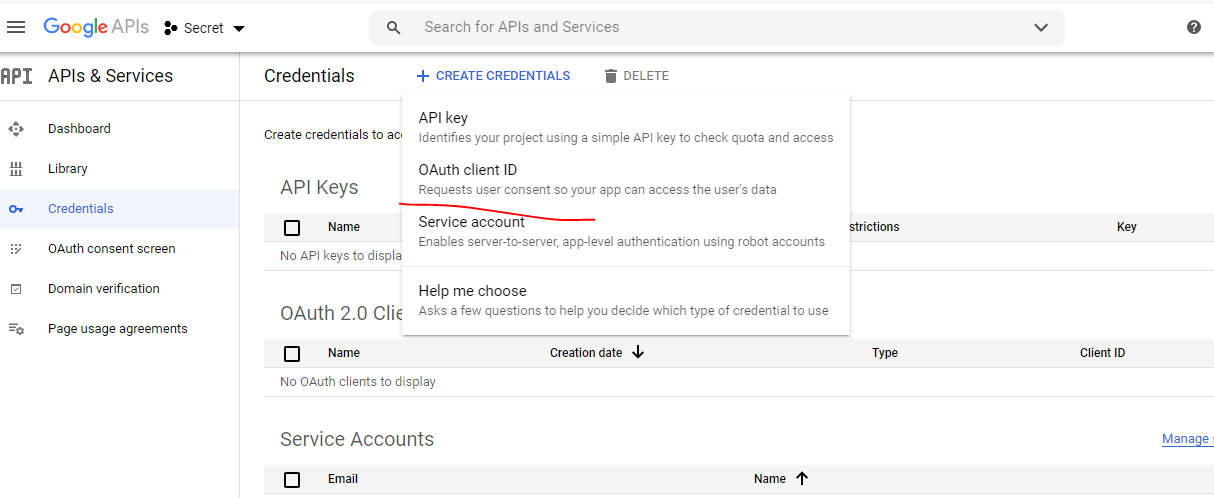 Google APIs Secret Search for APIs and Services
API APIs & Services Credentials CREATE CREDENTIALS DELETE
API key
Dashboard Identifies your project using a simple API key to check quota and access
Create credentials to
Library OAuth client ID
API Keys Requests user consent so your app can access the user's data
Credentials
Name Service account Key
OAuth consent screen Enables server-to-server, app-level authentication using robot accounts
No API keys to
Domain verification Help me choose
OAuth 2.0 Asks a few questions to help you decide which type of credential to use
Page usage agreements
Name Creation date Type Client ID
No OAuth clients to display
Service Accounts Manage
Email Name